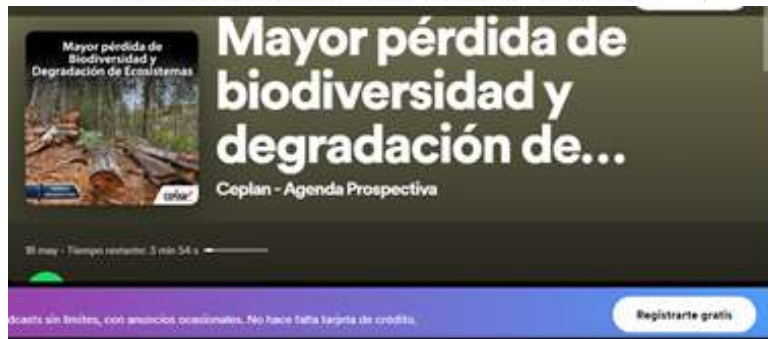 Mayor pérdida de
Biodiversidad y
Degradación de Ecosistemas
ceplan
Mayor pérdida de
biodiversidad y
degradación de...
Ceplan - Agenda Prospectiva
18 may - Tiempo restante: 3 min 54 s
dcasts sin límites, con anuncios ocasionales. No hace falta tarjeta de crédito.
Registrarte gratis